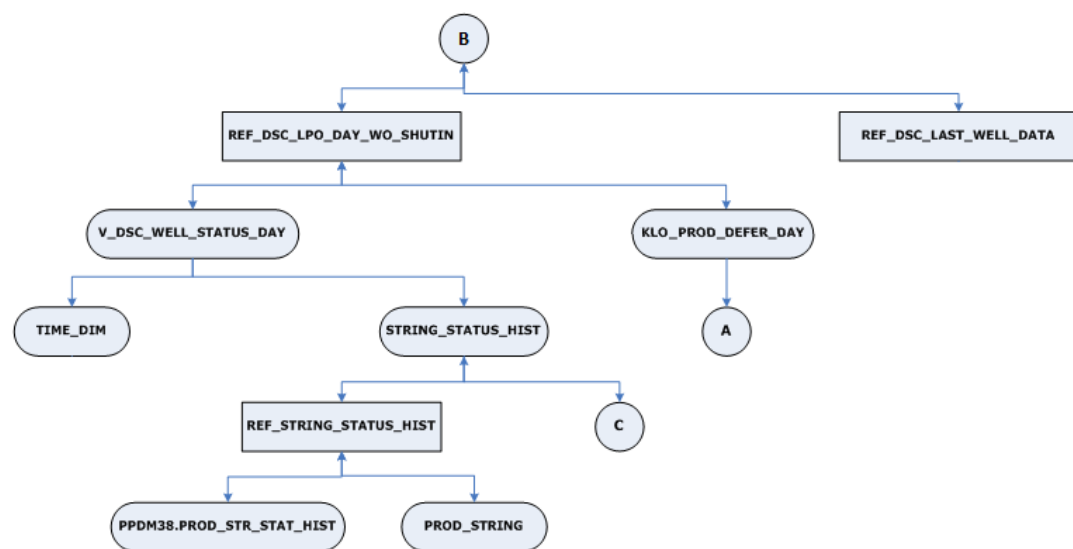 B
REF_DSC_LPO_DAY_WO_SHUTIN
REF_DSC_LAST_WELL_DATA
V_DSC_WELL_STATUS_DAY
KLO_PROD_DEFER_DAY
TIME_DIM
STRING_STATUS_HIST
A
REF_STRING_STATUS_HIST
C
PPDM38.PROD_STR_STAT_HIST
PROD_STRING